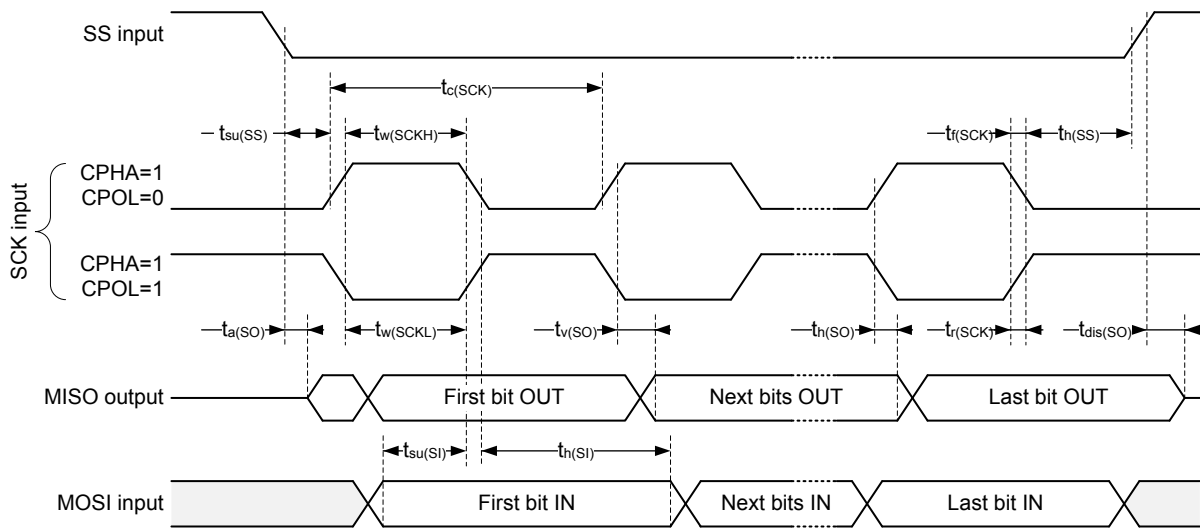 SS input
tc(SCK)
tsu(SS) tw(SCKH) tf(SCK) th(SS)
SCK input
CPHA=1
CPOL=0
CPHA=1
CPOL=1
ta(SO) tw(SCKL) tv(SO) th(SO) tr(SCK) tdis(SO)
MISO output First bit OUT Next bits OUT Last bit OUT
tsu(SI) th(SI)
MOSI input First bit IN Next bits IN Last bit IN